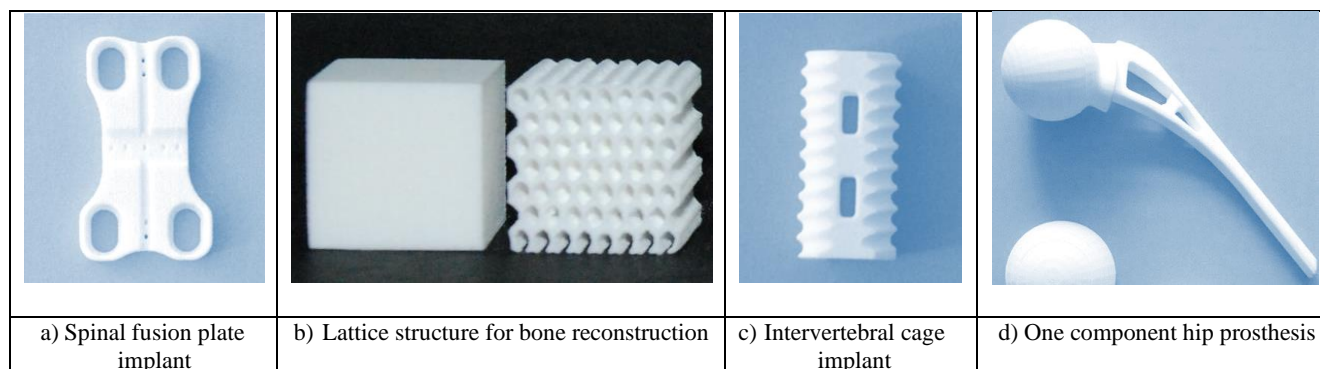 a) Spinal fusion plate
implant
b) Lattice structure for bone reconstruction
c) Intervertebral cage
implant
d) One component hip prosthesis